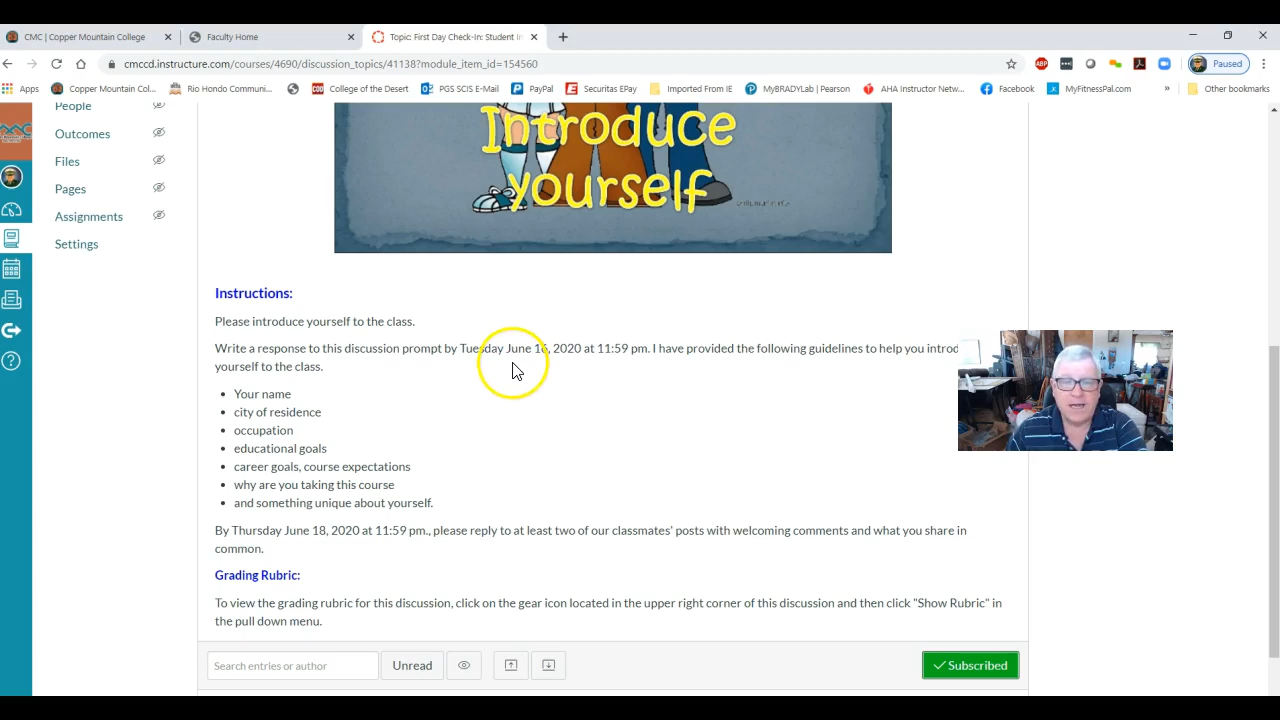 CMC | Copper Mountain College
Faculty Home
Topic: First Day Check-In: Student In
cmccd.instructure.com/courses/4690/discussion_topics/41138?module_item_id=154560
Paused
Apps
Copper Mountain Col...
Rio Hondo Communi...
COD
College of the Desert
PGS SCIS E-Mail
PayPal
Securitas EPay
Imported From IE
MyBRADYLab | Pearson
AHA Instructor Netw...
Facebook
MyFitnessPal.com
»
Other bookmarks
People
Outcomes
Files
Pages
Assignments
Settings
Introduce
yourself
Instructions:
Please introduce yourself to the class.
Write a response to this discussion prompt by Tuesday June 16, 2020 at 11:59 pm. I have provided the following guidelines to help you introd
yourself to the class.
• Your name
• city of residence
• occupation
• educational goals
• career goals, course expectations
• why are you taking this course
• and something unique about yourself.
By Thursday June 18, 2020 at 11:59 pm., please reply to at least two of our classmates' posts with welcoming comments and what you share in
common.
Grading Rubric:
To view the grading rubric for this discussion, click on the gear icon located in the upper right corner of this discussion and then click "Show Rubric" in
the pull down menu.
Search entries or author
Unread
Subscribed